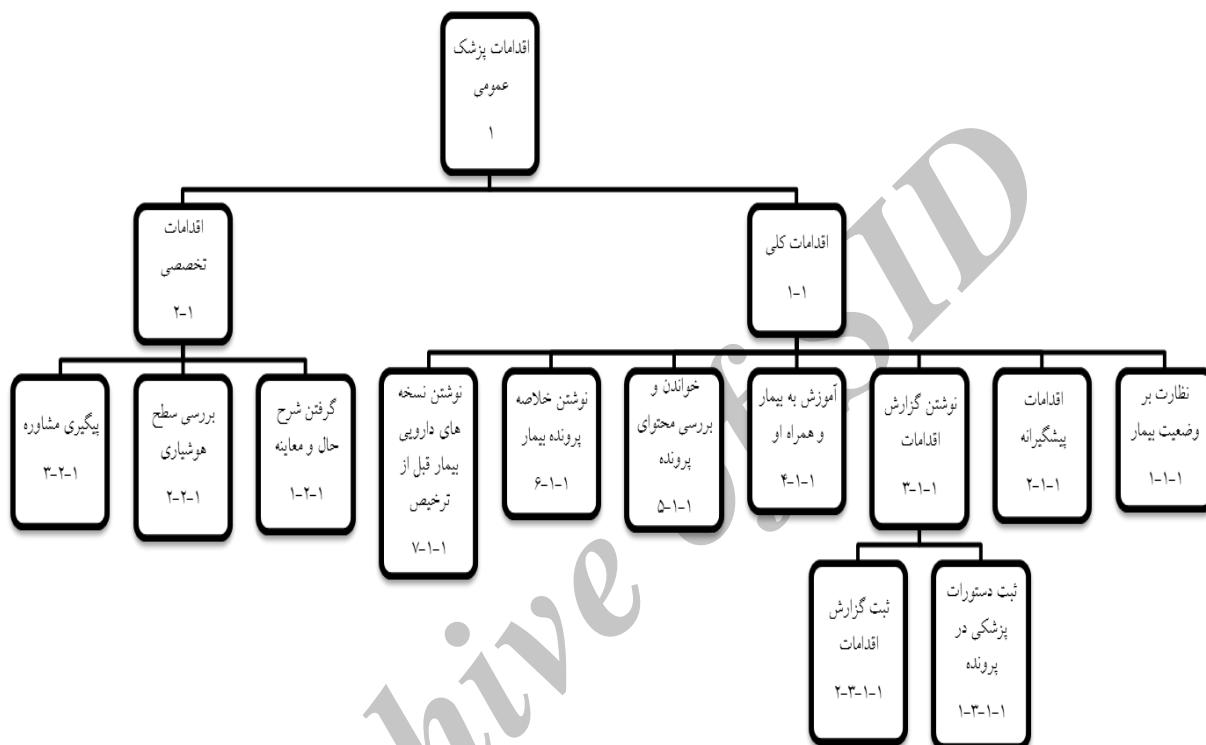 اقدامات پزشک
عمومی
۱
اقدامات کلی
۱-۱
اقدامات
تخصصی
۲-۱
نظارت بر
وضعیت بیمار
۱-۱-۱
اقدامات
پیشگیرانه
۲-۱-۱
نوشتن گزارش
اقدامات
۳-۱-۱
آموزش به بیمار
و همراه او
۴-۱-۱
خواندن و
بررسی محتوای
پرونده
۵-۱-۱
نوشتن خلاصه
پرونده بیمار
۶-۱-۱
نوشتن نسخه
های دارویی
بیمار قبل از
ترخیص
۷-۱-۱
گرفتن شرح
حال و معاینه
۱-۲-۱
بررسی سطح
هوشیاری
۲-۲-۱
پیگیری مشاوره
۳-۲-۱
ثبت دستورات
پزشکی در
پرونده
۱-۳-۱-۱
ثبت گزارش
اقدامات
۲-۳-۱-۱
hive of SID